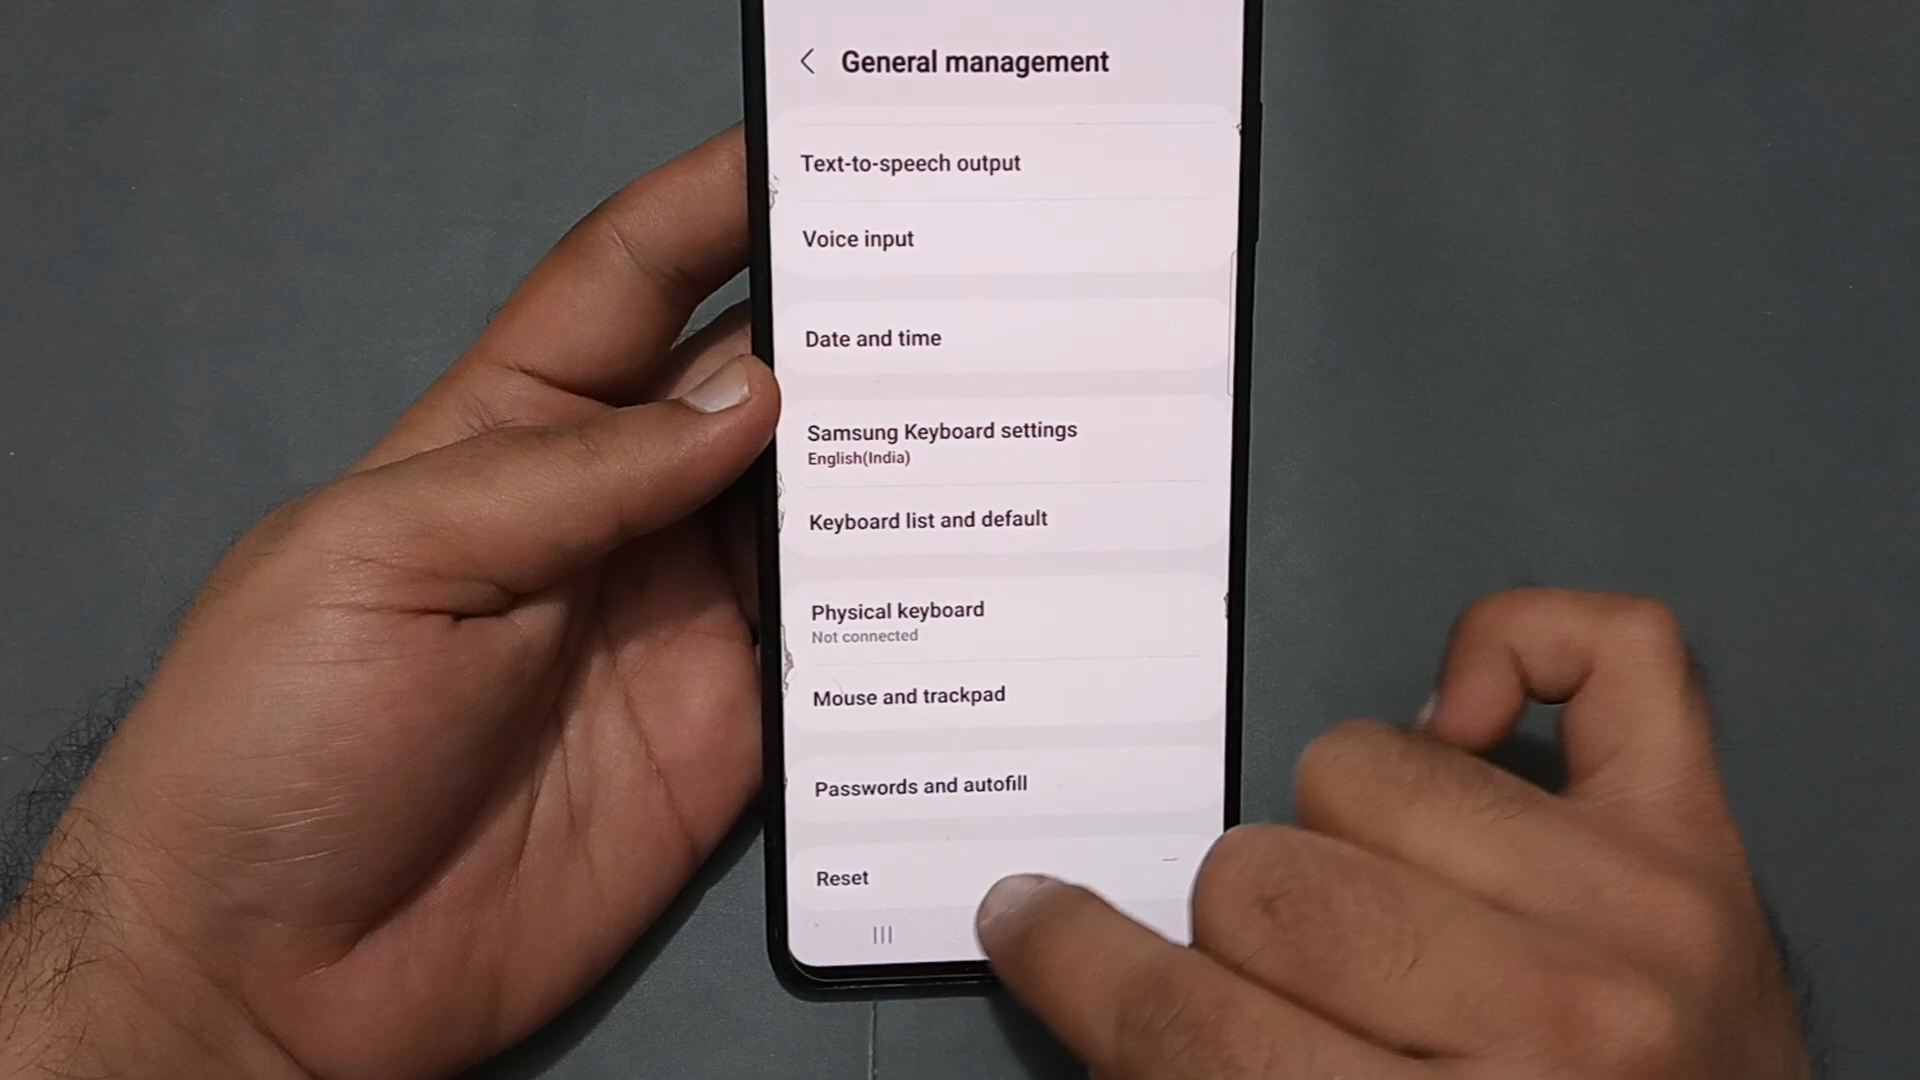 General management
Text-to-speech output
Voice input
Date and time
Samsung Keyboard settings
English(India)
Keyboard list and default
Physical keyboard
Not connected
Mouse and trackpad
Passwords and autofill
Reset